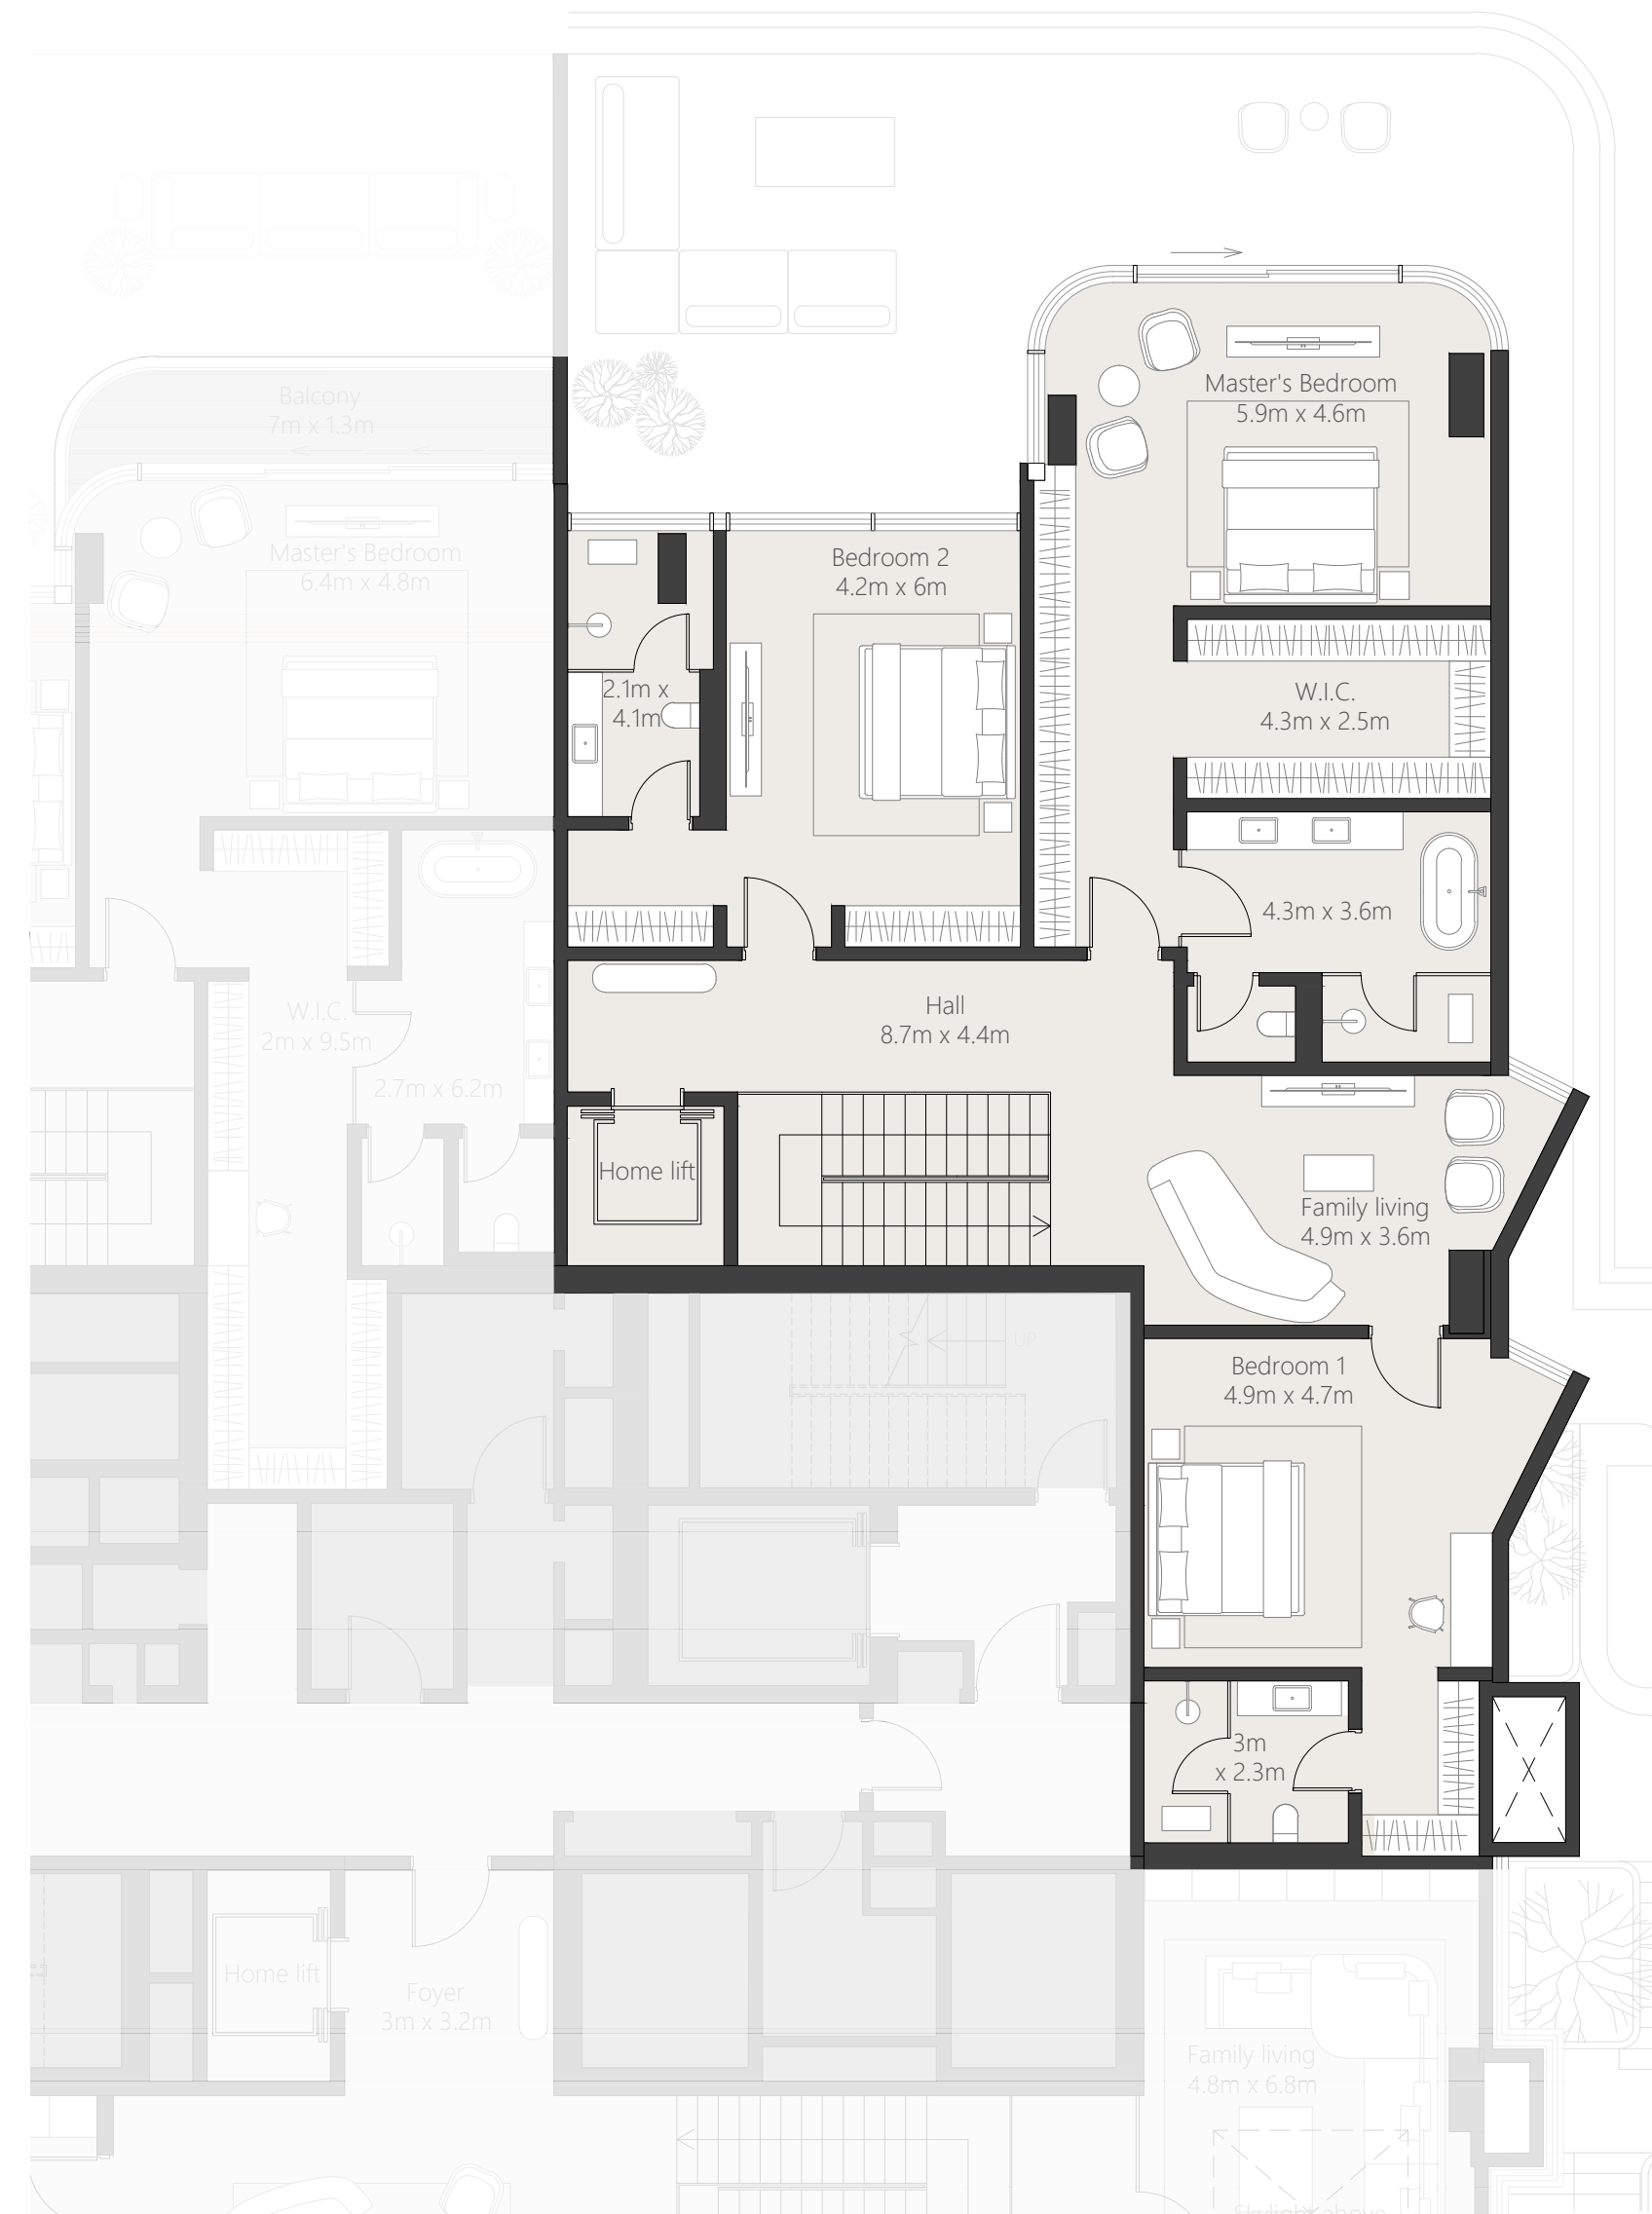 Balcony
7m x 1.3m
Master's Bedroom
6.4m x 4.8m
Master's Bedroom
5.9m x 4.6m
Bedroom 2
4.2m x 6m
2.1m x
4.1m
W.I.C.
4.3m x 2.5m
4.3m x 3.6m
W.I.C.
2m x 9.5m
2.7m x 6.2m
Hall
8.7m x 4.4m
Home lift
Family living
4.9m x 3.6m
UP
Bedroom 1
4.9m x 4.7m
3m
x 2.3m
Home lift
Foyer
3m x 3.2m
Family living
4.8m x 6.8m
Skylight above